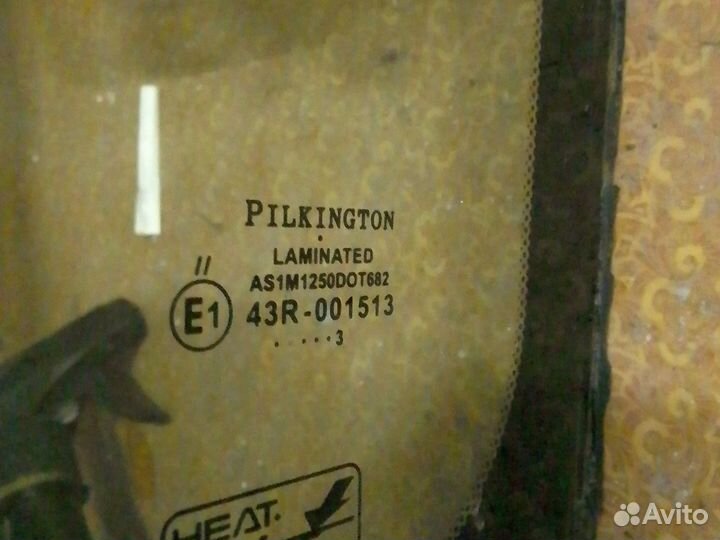 PILKINGTON
LAMINATED
AS1M1250DOT682
II
E1 43R-001513
. ····3
HEAT.
Avito